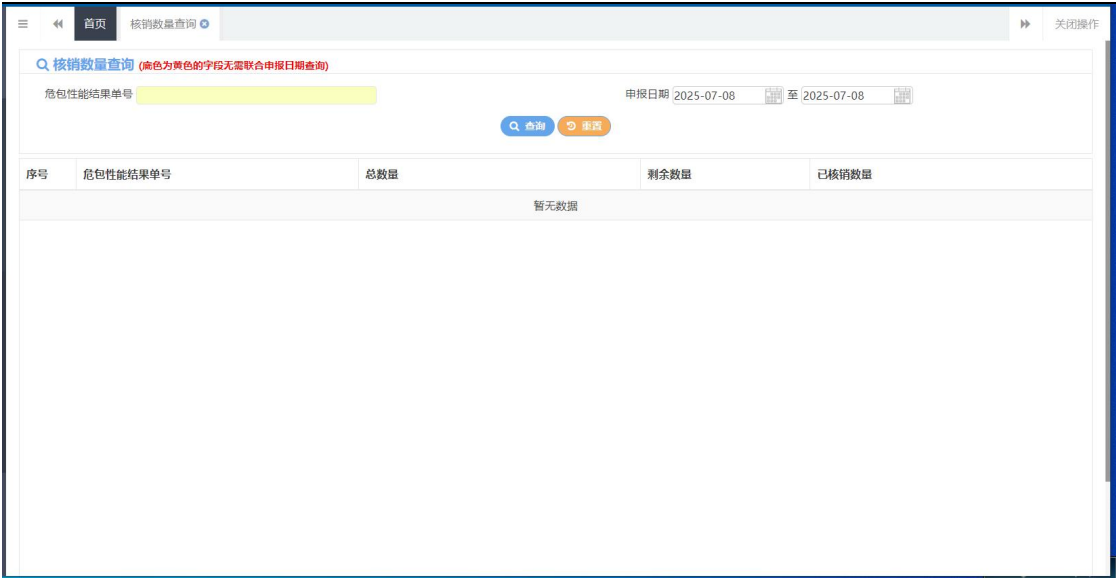 首页 核销数量查询 关闭操作
核销数量查询 (底色为黄色的字段无需联合申报日期查询)
危包性能结果单号 申报日期 2025-07-08 至 2025-07-08
查询 重置
序号 危包性能结果单号 总数量 剩余数量 已核销数量
暂无数据